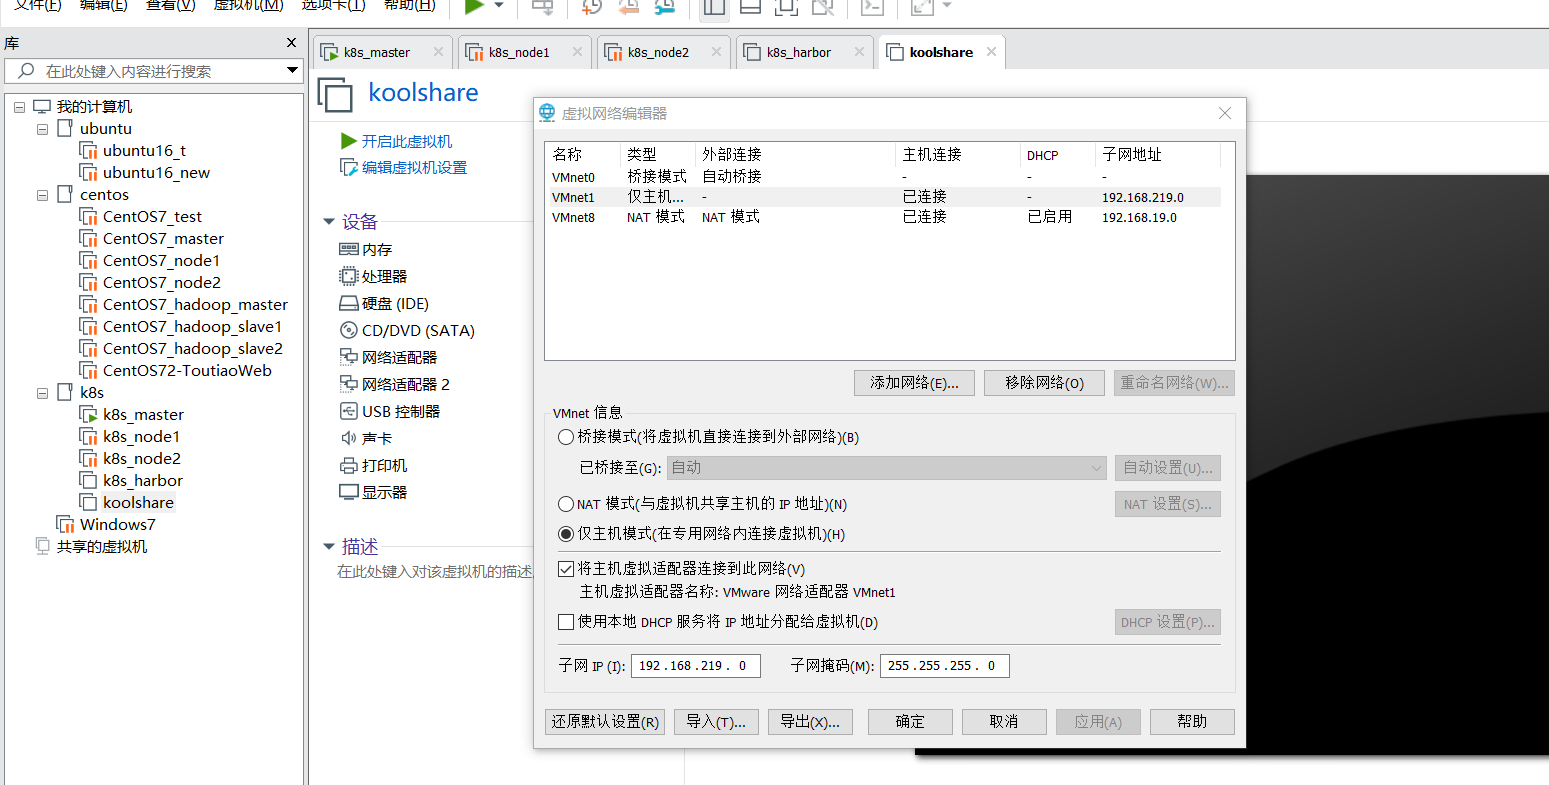 文件(F) 编辑(E) 查看(V) 虚拟机(M) 选项卡(T) 帮助(H)
库
在此处键入内容进行搜索
我的计算机
ubuntu
ubuntu16_t
ubuntu16_new
centos
CentOS7_test
CentOS7_master
CentOS7_node1
CentOS7_node2
CentOS7_hadoop_master
CentOS7_hadoop_slave1
CentOS7_hadoop_slave2
CentOS72-ToutiaoWeb
k8s
k8s_master
k8s_node1
k8s_node2
k8s_harbor
koolshare
Windows7
共享的虚拟机
k8s_master k8s_node1 k8s_node2 k8s_harbor koolshare
koolshare
开启此虚拟机
编辑虚拟机设置
设备
内存
处理器
硬盘 (IDE)
CD/DVD (SATA)
网络适配器
网络适配器 2
USB 控制器
声卡
打印机
显示器
描述
在此处键入对该虚拟机的描述
虚拟网络编辑器
名称 类型 外部连接 主机连接 DHCP 子网地址
VMnet0 桥接模式 自动桥接 - - -
VMnet1 仅主机... - 已连接 - 192.168.219.0
VMnet8 NAT 模式 NAT 模式 已连接 已启用 192.168.19.0
添加网络(E)... 移除网络(O) 重命名网络(W)...
VMnet 信息
桥接模式(将虚拟机直接连接到外部网络)(B)
已桥接至(G): 自动 自动设置(U)...
NAT 模式(与虚拟机共享主机的 IP 地址)(N) NAT 设置(S)...
仅主机模式(在专用网络内连接虚拟机)(H)
将主机虚拟适配器连接到此网络(V)
主机虚拟适配器名称: VMware 网络适配器 VMnet1
使用本地 DHCP 服务将 IP 地址分配给虚拟机(D) DHCP 设置(P)...
子网 IP (I): 192.168.219. 0 子网掩码(M): 255.255.255. 0
还原默认设置(R) 导入(T)... 导出(X)... 确定 取消 应用(A) 帮助